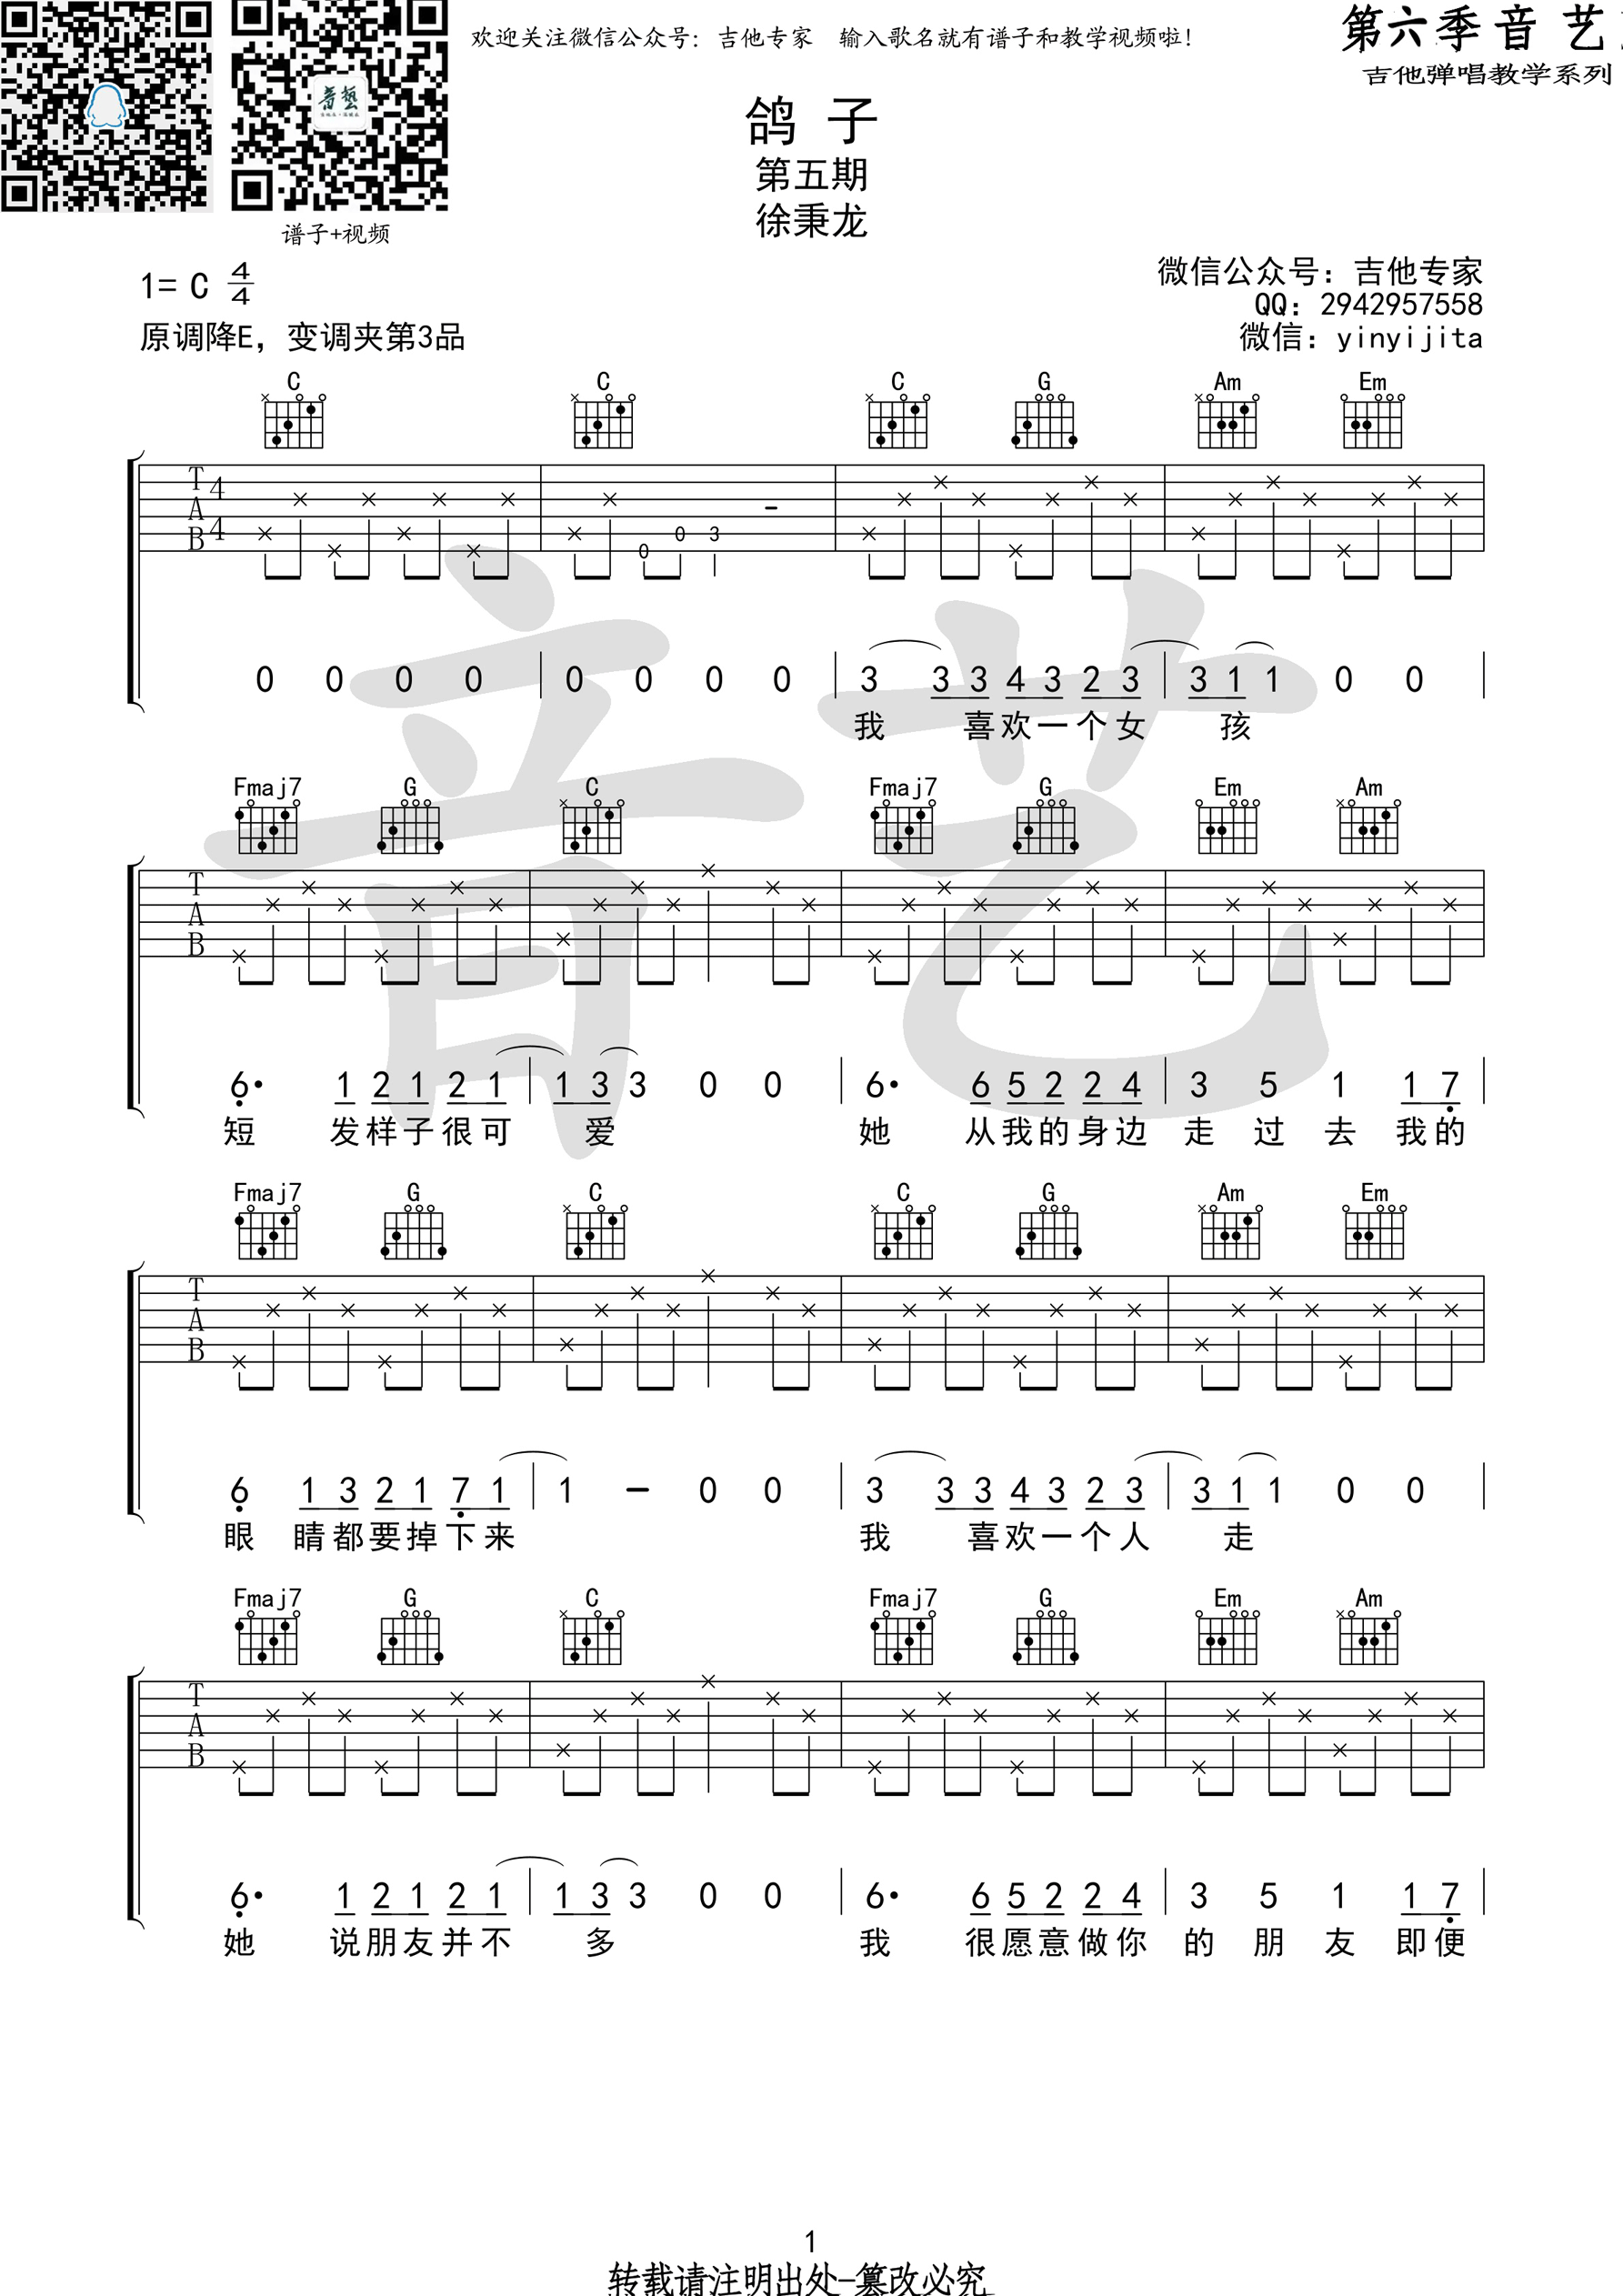 欢迎关注微信公众号：吉他专家 输入歌名就有谱子和教学视频啦！
第六季音艺
吉他弹唱教学系列
音艺
谱子+视频
鸽 子
第五期
徐秉龙
1= C 4/4
原调降E，变调夹第3品
微信公众号：吉他专家
QQ：2942957558
微信：yinyijita
C C C G Am Em
T A B 4 4 0 0 3 -
0 0 0 0 0 0 0 0 3 3 3 4 3 2 3 3 1 1 0 0
我 喜欢一个女 孩
Fmaj7 G C Fmaj7 G Em Am
T A B
6· 1 2 1 2 1 1 3 3 0 0 6· 6 5 2 2 4 3 5 1 1 7
短 发样子很可 爱 她 从我的身边 走 过 去 我的
Fmaj7 G C C G Am Em
T A B
6 1 3 2 1 7 1 1 - 0 0 3 3 3 4 3 2 3 3 1 1 0 0
眼 睛都要掉下来 我 喜欢一个人 走
Fmaj7 G C Fmaj7 G Em Am
T A B
6· 1 2 1 2 1 1 3 3 0 0 6· 6 5 2 2 4 3 5 1 1 7
她 说朋友并不 多 我 很愿意做你 的 朋 友 即便
音艺
1
转载请注明出处-篡改必究